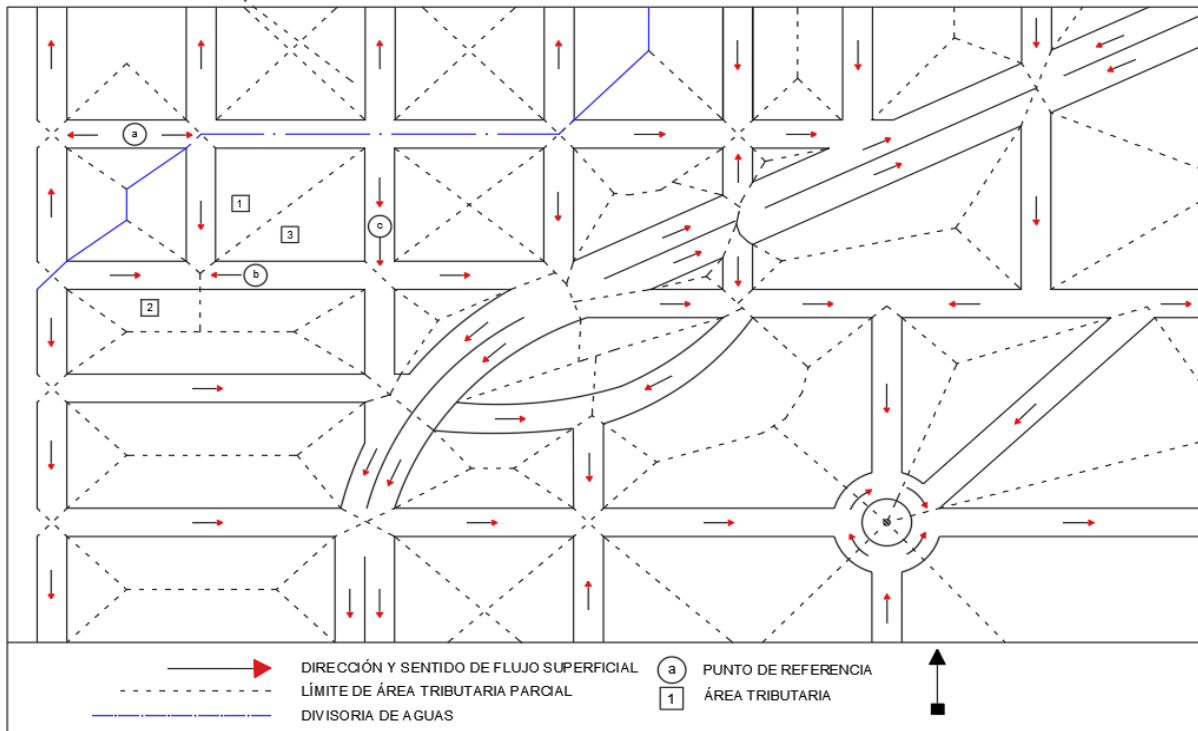 a
1
3
c
b
2
DIRECCIÓN Y SENTIDO DE FLUJO SUPERFICIAL
a PUNTO DE REFERENCIA
LÍMITE DE ÁREA TRIBUTARIA PARCIAL
1 ÁREA TRIBUTARIA
DIVISORIA DE AGUAS